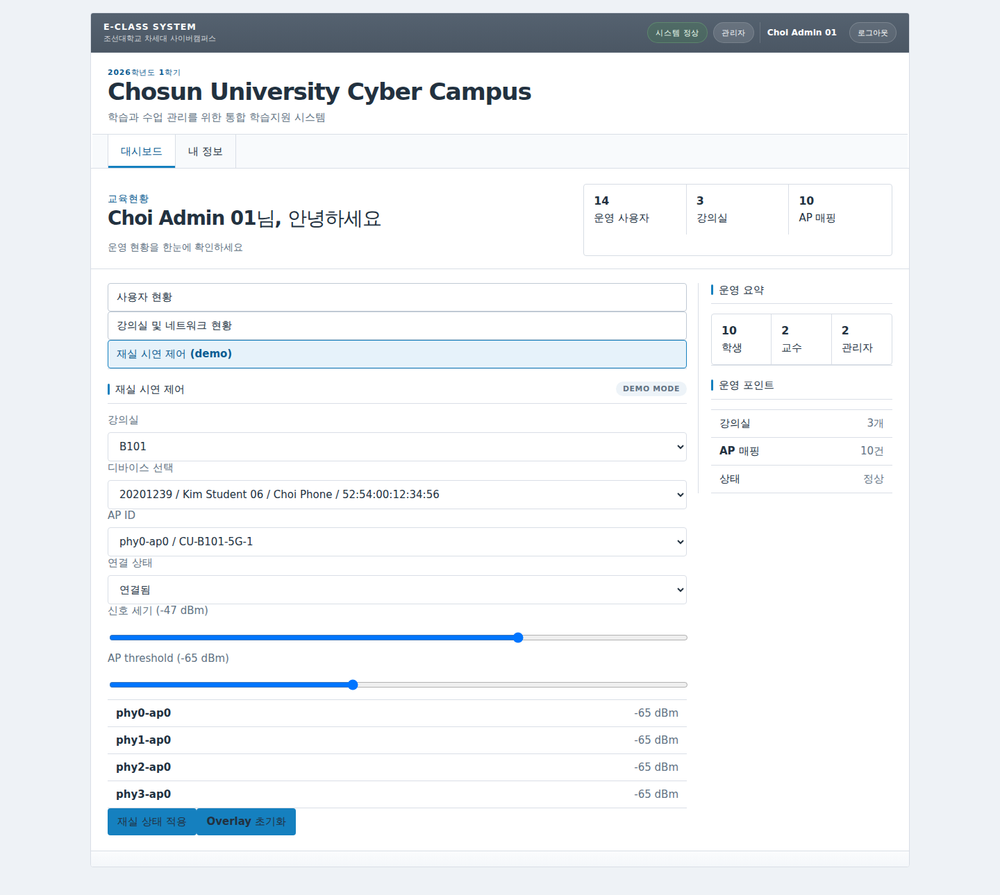 E-CLASS SYSTEM
조선대학교 차세대 사이버캠퍼스
시스템 정상
관리자
Choi Admin 01
로그아웃
2026학년도 1학기
Chosun University Cyber Campus
학습과 수업 관리를 위한 통합 학습지원 시스템
대시보드
내 정보
교육현황
Choi Admin 01님, 안녕하세요
운영 현황을 한눈에 확인하세요
14
운영 사용자
3
강의실
10
AP 매핑
사용자 현황
강의실 및 네트워크 현황
재실 시연 제어 (demo)
재실 시연 제어
DEMO MODE
강의실
B101
디바이스 선택
20201239 / Kim Student 06 / Choi Phone / 52:54:00:12:34:56
AP ID
phy0-ap0 / CU-B101-5G-1
연결 상태
연결됨
신호 세기 (-47 dBm)
AP threshold (-65 dBm)
phy0-ap0 -65 dBm
phy1-ap0 -65 dBm
phy2-ap0 -65 dBm
phy3-ap0 -65 dBm
재실 상태 적용
Overlay 초기화
운영 요약
10
학생
2
교수
2
관리자
운영 포인트
강의실 3개
AP 매핑 10건
상태 정상